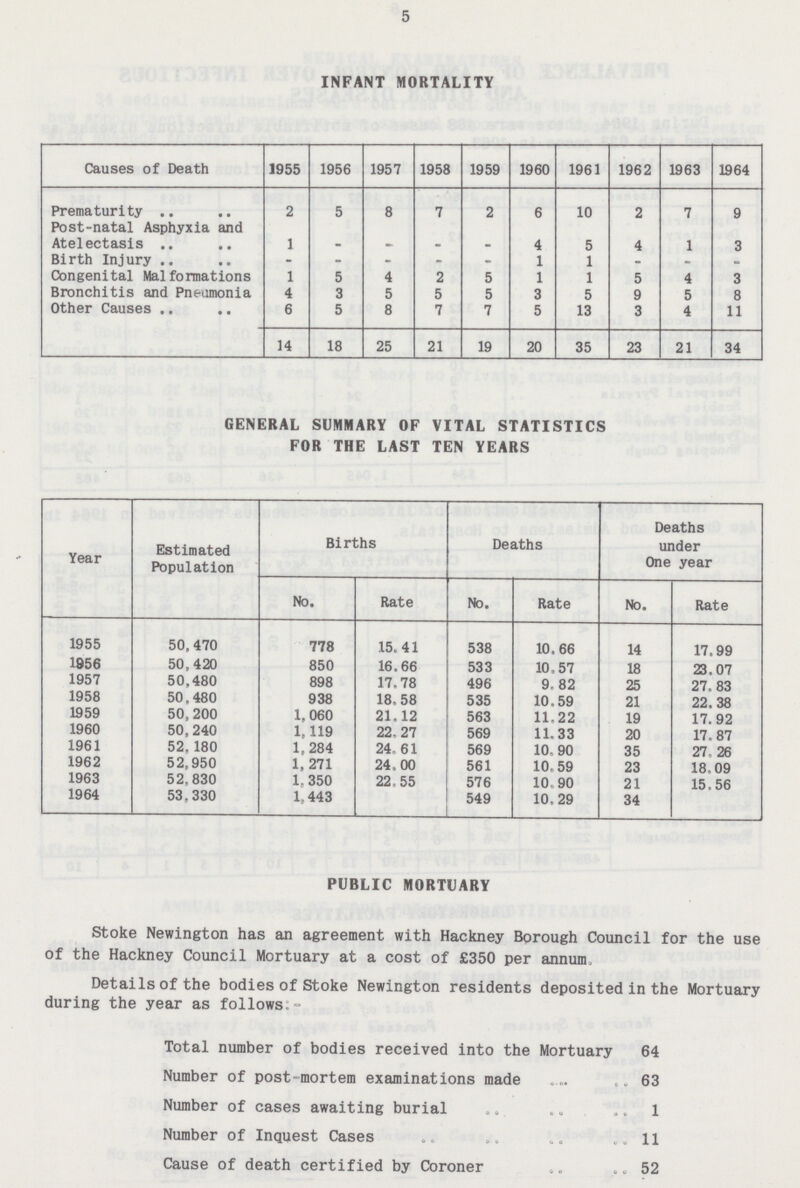 5
INFANT MORTALITY
Causes of Death 1955 1956 1957 1958 1959 1960 1961 1962 1963 1964
Prematurity .. .. 2 5 8 7 2 6 10 2 7 9
Post-natal Asphyxia and
Atelectasis .. .. 1 - - - - 4 5 4 1 3
Birth Injury .. .. - - - - - 1 1 - - -
Congenital Malformations 1 5 4 2 5 1 1 5 4 3
Bronchitis and Pneumonia 4 3 5 5 5 3 5 9 5 8
Other Causes .. .. 6 5 8 7 7 5 13 3 4 11
14 18 25 21 19 20 35 23 21 34
GENERAL SUMMARY OF VITAL STATISTICS
FOR THE LAST TEN YEARS
Year Estimated Population Births Deaths Deaths under One year
No. Rate No. Rate No. Rate
1955 50,470 778 15.41 538 10.66 14 17.99
1956 50,420 850 16.66 533 10.57 18 23.07
1957 50,480 898 17.78 496 9.82 25 27.83
1958 50,480 938 18.58 535 10.59 21 22.38
1959 50,200 1,060 21.12 563 11.22 19 17.92
1960 50,240 1,119 22.27 569 11.33 20 17.87
1961 52,180 1,284 24.61 569 10.90 35 27.26
1962 52,950 1,271 24.00 561 10.59 23 18.09
1963 52,830 1,350 22.55 576 10.90 21 15.56
1964 53,330 1,443 549 10.29 34
PUBLIC MORTUARY
Stoke Newington has an agreement with Hackney Borough Council for the use
of the Hackney Council Mortuary at a cost of £350 per annum.
Details of the bodies of Stoke Newington residents deposited in the Mortuary
during the year as follows:-
Total number of bodies received into the Mortuary 64
Number of post-mortem examinations made .. .. 63
Number of cases awaiting burial .. .. .. 1
Number of Inquest Cases .. .. .. .. 11
Cause of death certified by Coroner .. .. 52